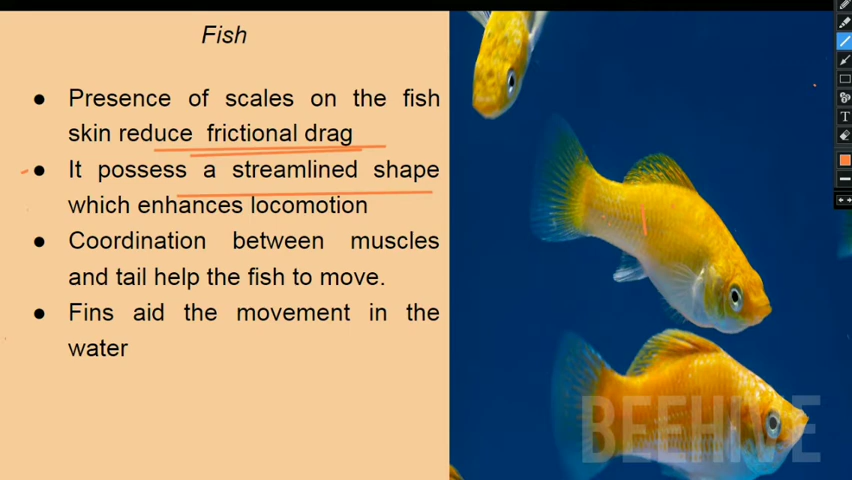 Fish
● Presence of scales on the fish
skin reduce frictional drag
● It possess a streamlined shape
which enhances locomotion
● Coordination between muscles
and tail help the fish to move.
● Fins aid the movement in the
water
BEEHIVE
T